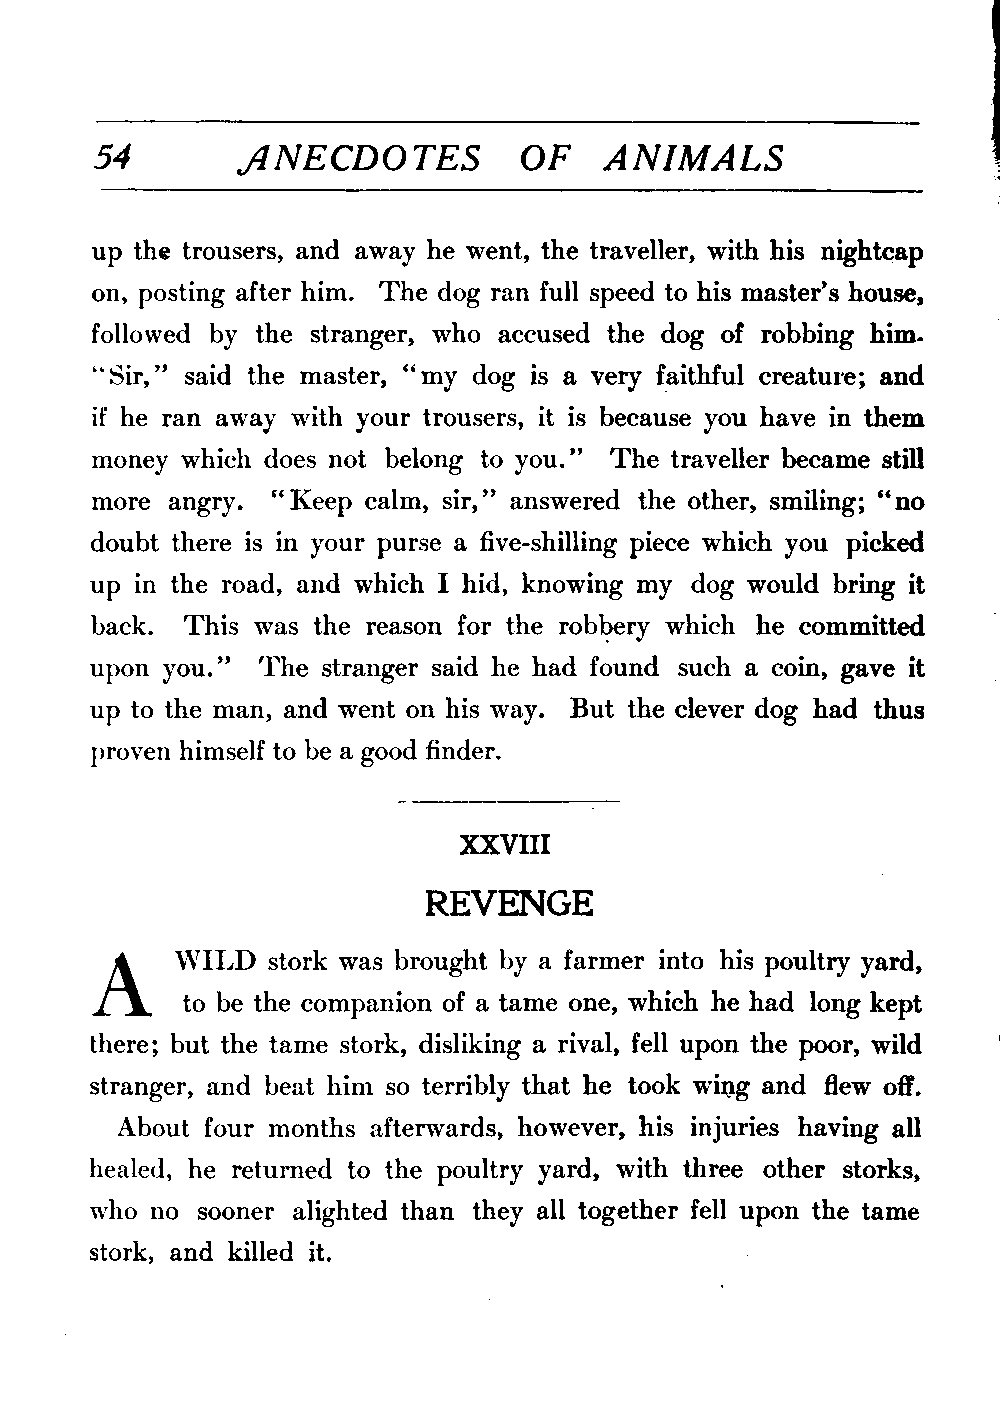 54 ANECDOTES OF ANIMALS
up the trousers, and away he went, the traveller, with his nightcap
on, posting after him. The dog ran full speed to his master's house,
followed by the stranger, who accused the dog of robbing him.
"Sir," said the master, "my dog is a very faithful creature; and
if he ran away with your trousers, it is because you have in them
money which does not belong to you." The traveller became still
more angry. "Keep calm, sir," answered the other, smiling; "no
doubt there is in your purse a five-shilling piece which you picked
up in the road, and which I hid, knowing my dog would bring it
back. This was the reason for the robbery which he committed
upon you." The stranger said he had found such a coin, gave it
up to the man, and went on his way. But the clever dog had thus
proven himself to be a good finder.
XXVIII
REVENGE
A WILD stork was brought by a farmer into his poultry yard,
to be the companion of a tame one, which he had long kept
there; but the tame stork, disliking a rival, fell upon the poor, wild
stranger, and beat him so terribly that he took wing and flew off.
About four months afterwards, however, his injuries having all
healed, he returned to the poultry yard, with three other storks,
who no sooner alighted than they all together fell upon the tame
stork, and killed it.